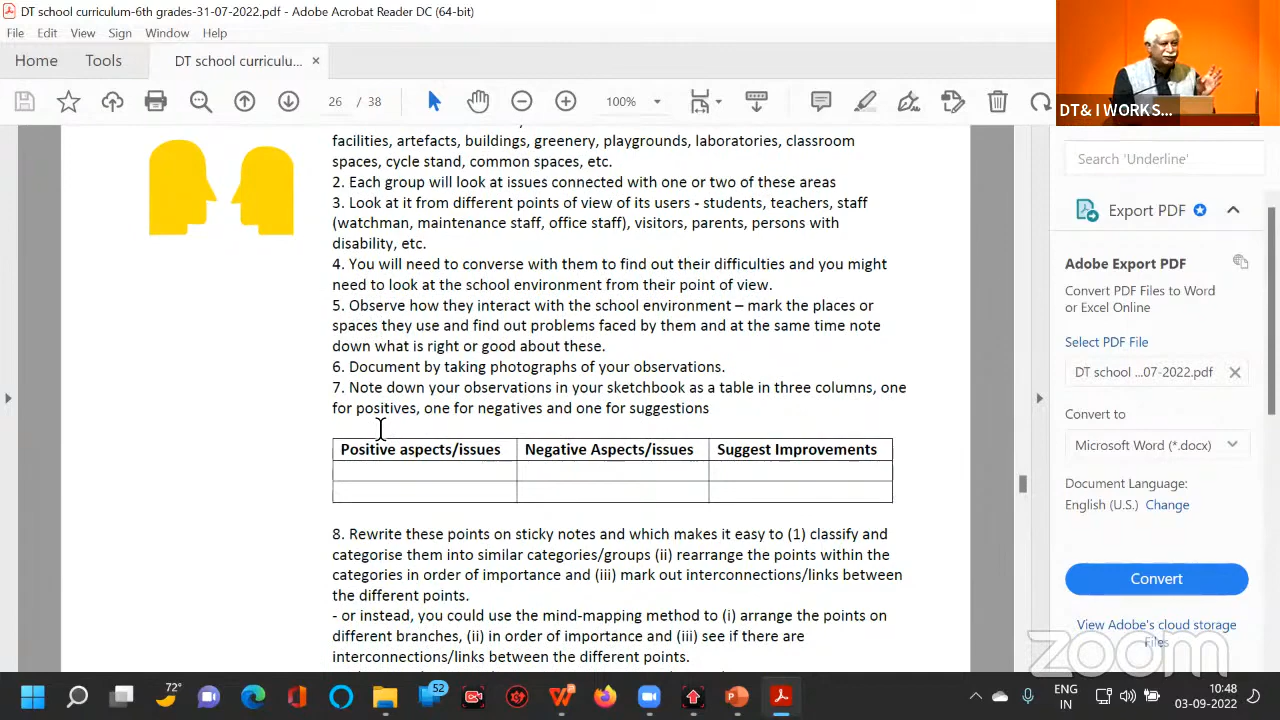 DT school curriculum-6th grades-31-07-2022.pdf - Adobe Acrobat Reader DC (64-bit)
File Edit View Sign Window Help
Home Tools DT school curriculu... ×
26 / 38 100%
DT& I WORKS...
facilities, artefacts, buildings, greenery, playgrounds, laboratories, classroom
spaces, cycle stand, common spaces, etc.
2. Each group will look at issues connected with one or two of these areas
3. Look at it from different points of view of its users - students, teachers, staff
(watchman, maintenance staff, office staff), visitors, parents, persons with
disability, etc.
4. You will need to converse with them to find out their difficulties and you might
need to look at the school environment from their point of view.
5. Observe how they interact with the school environment – mark the places or
spaces they use and find out problems faced by them and at the same time note
down what is right or good about these.
6. Document by taking photographs of your observations.
7. Note down your observations in your sketchbook as a table in three columns, one
for positives, one for negatives and one for suggestions
Positive aspects/issues Negative Aspects/issues Suggest Improvements
8. Rewrite these points on sticky notes and which makes it easy to (1) classify and
categorise them into similar categories/groups (ii) rearrange the points within the
categories in order of importance and (iii) mark out interconnections/links between
the different points.
- or instead, you could use the mind-mapping method to (i) arrange the points on
different branches, (ii) in order of importance and (iii) see if there are
interconnections/links between the different points.
Search 'Underline'
Export PDF
Adobe Export PDF
Convert PDF Files to Word
or Excel Online
Select PDF File
DT school ...07-2022.pdf ×
Convert to
Microsoft Word (*.docx)
Document Language:
English (U.S.) Change
Convert
View Adobe's cloud storage
Files
zoom
72° 52
ENG
IN
10:48
03-09-2022